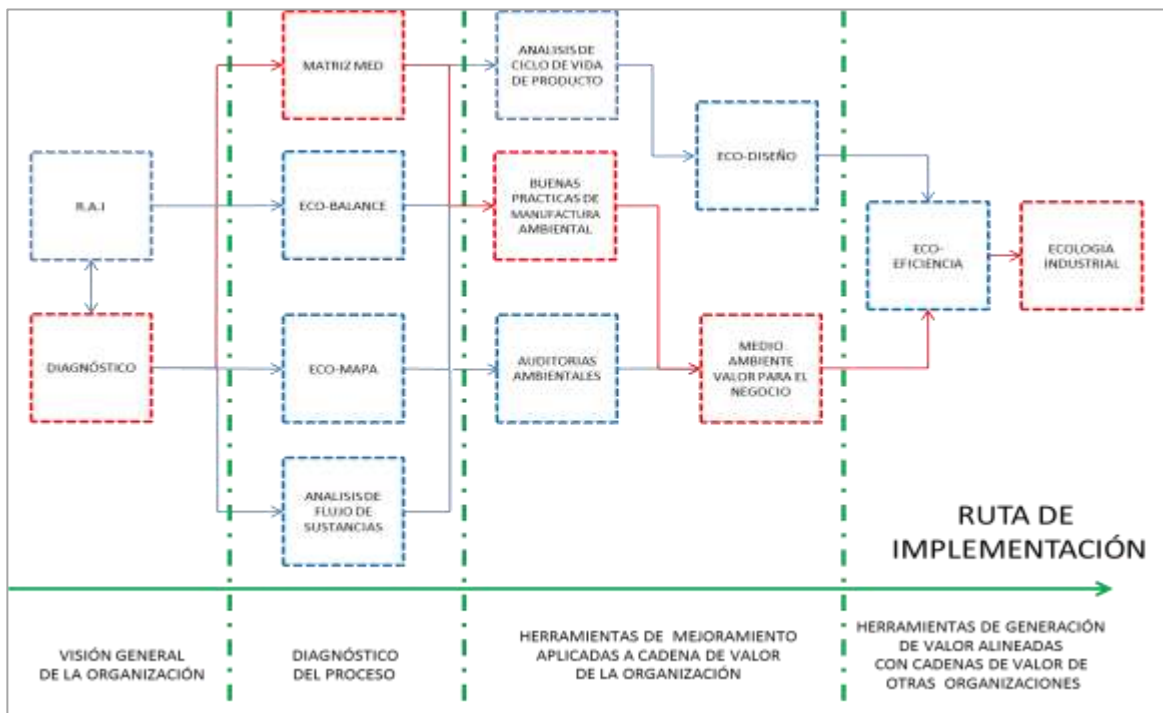 R.A.I
DIAGNÓSTICO
MATRIZ MED
ECO-BALANCE
ECO-MAPA
ANALISIS DE
FLUJO DE
SUSTANCIAS
ANALISIS DE
CICLO DE VIDA
DE PRODUCTO
BUENAS
PRACTICAS DE
MANUFACTURA
AMBIENTAL
AUDITORIAS
AMBIENTALES
ECO-DISEÑO
MEDIO
AMBIENTE
VALOR PARA EL
NEGOCIO
ECO-
EFICIENCIA
ECOLOGIA
INDUSTRIAL
RUTA DE
IMPLEMENTACIÓN
VISIÓN GENERAL
DE LA ORGANIZACIÓN
DIAGNÓSTICO
DEL PROCESO
HERRAMIENTAS DE MEJORAMIENTO
APLICADAS A CADENA DE VALOR
DE LA ORGANIZACIÓN
HERRAMIENTAS DE GENERACIÓN
DE VALOR ALINEADAS
CON CADENAS DE VALOR DE
OTRAS ORGANIZACIONES